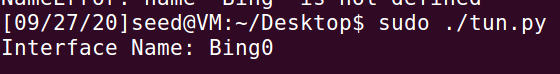 NameError: name 'Bing' is not defined
[09/27/20]seed@VM:~/Desktop$ sudo ./tun.py
Interface Name: Bing0